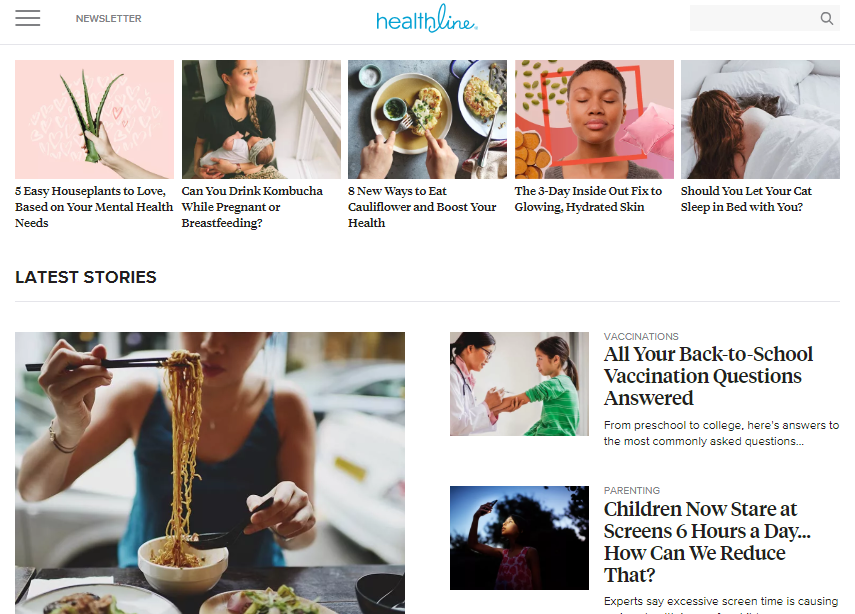 NEWSLETTER
healthline
5 Easy Houseplants to Love,
Based on Your Mental Health
Needs
Can You Drink Kombucha
While Pregnant or
Breastfeeding?
8 New Ways to Eat
Cauliflower and Boost Your
Health
The 3-Day Inside Out Fix to
Glowing, Hydrated Skin
Should You Let Your Cat
Sleep in Bed with You?
LATEST STORIES
VACCINATIONS
All Your Back-to-School
Vaccination Questions
Answered
From preschool to college, here's answers to
the most commonly asked questions...
PARENTING
Children Now Stare at
Screens 6 Hours a Day...
How Can We Reduce
That?
Experts say excessive screen time is causing